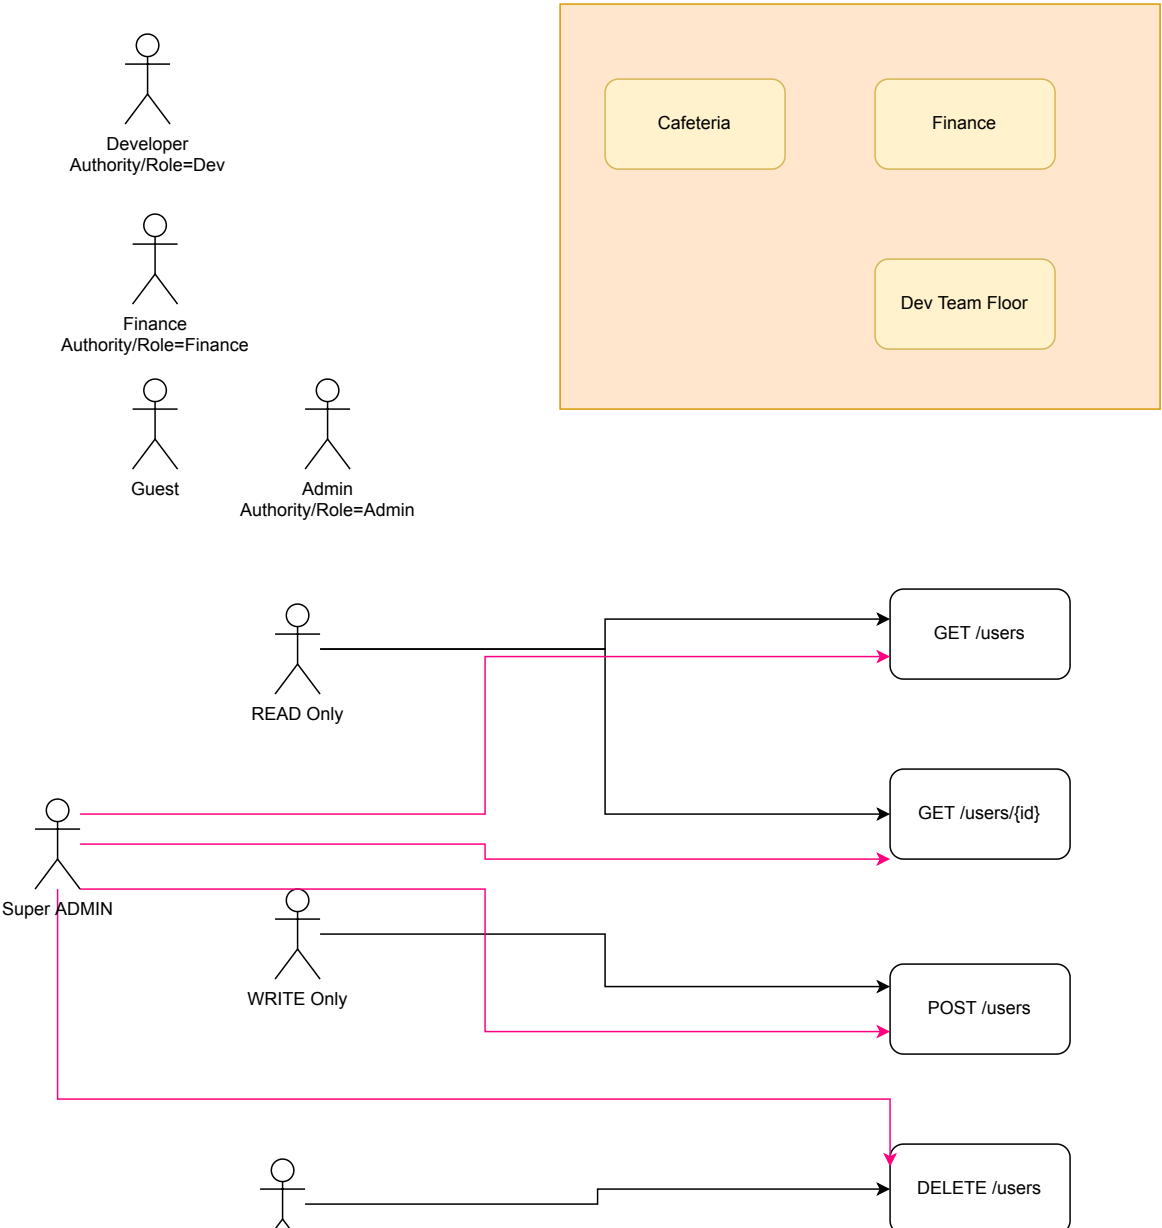 Developer
Authority/Role=Dev
Cafeteria
Finance
Dev Team Floor
Finance
Authority/Role=Finance
Guest
Admin
Authority/Role=Admin
READ Only
GET /users
GET /users/{id}
Super ADMIN
WRITE Only
POST /users
DELETE /users